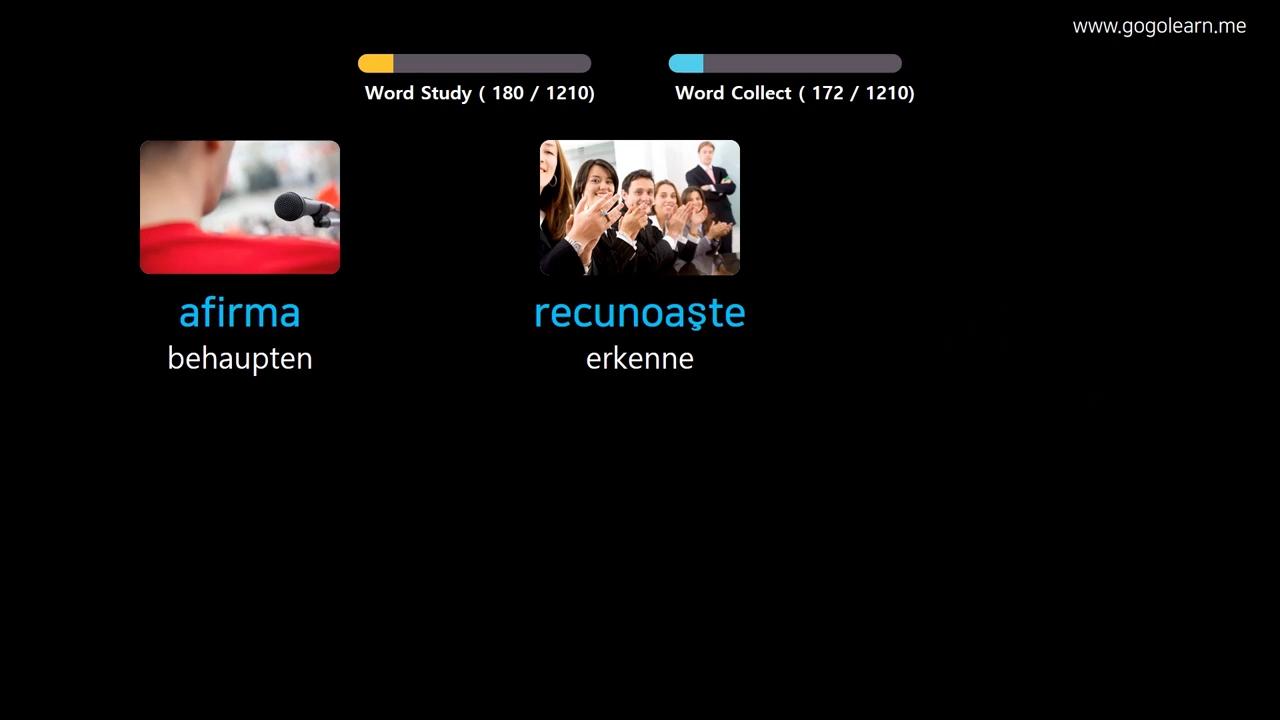 www.gogolearn.me
Word Study ( 180 / 1210)
Word Collect ( 172 / 1210)
afirma
behaupten
recunoaşte
erkenne